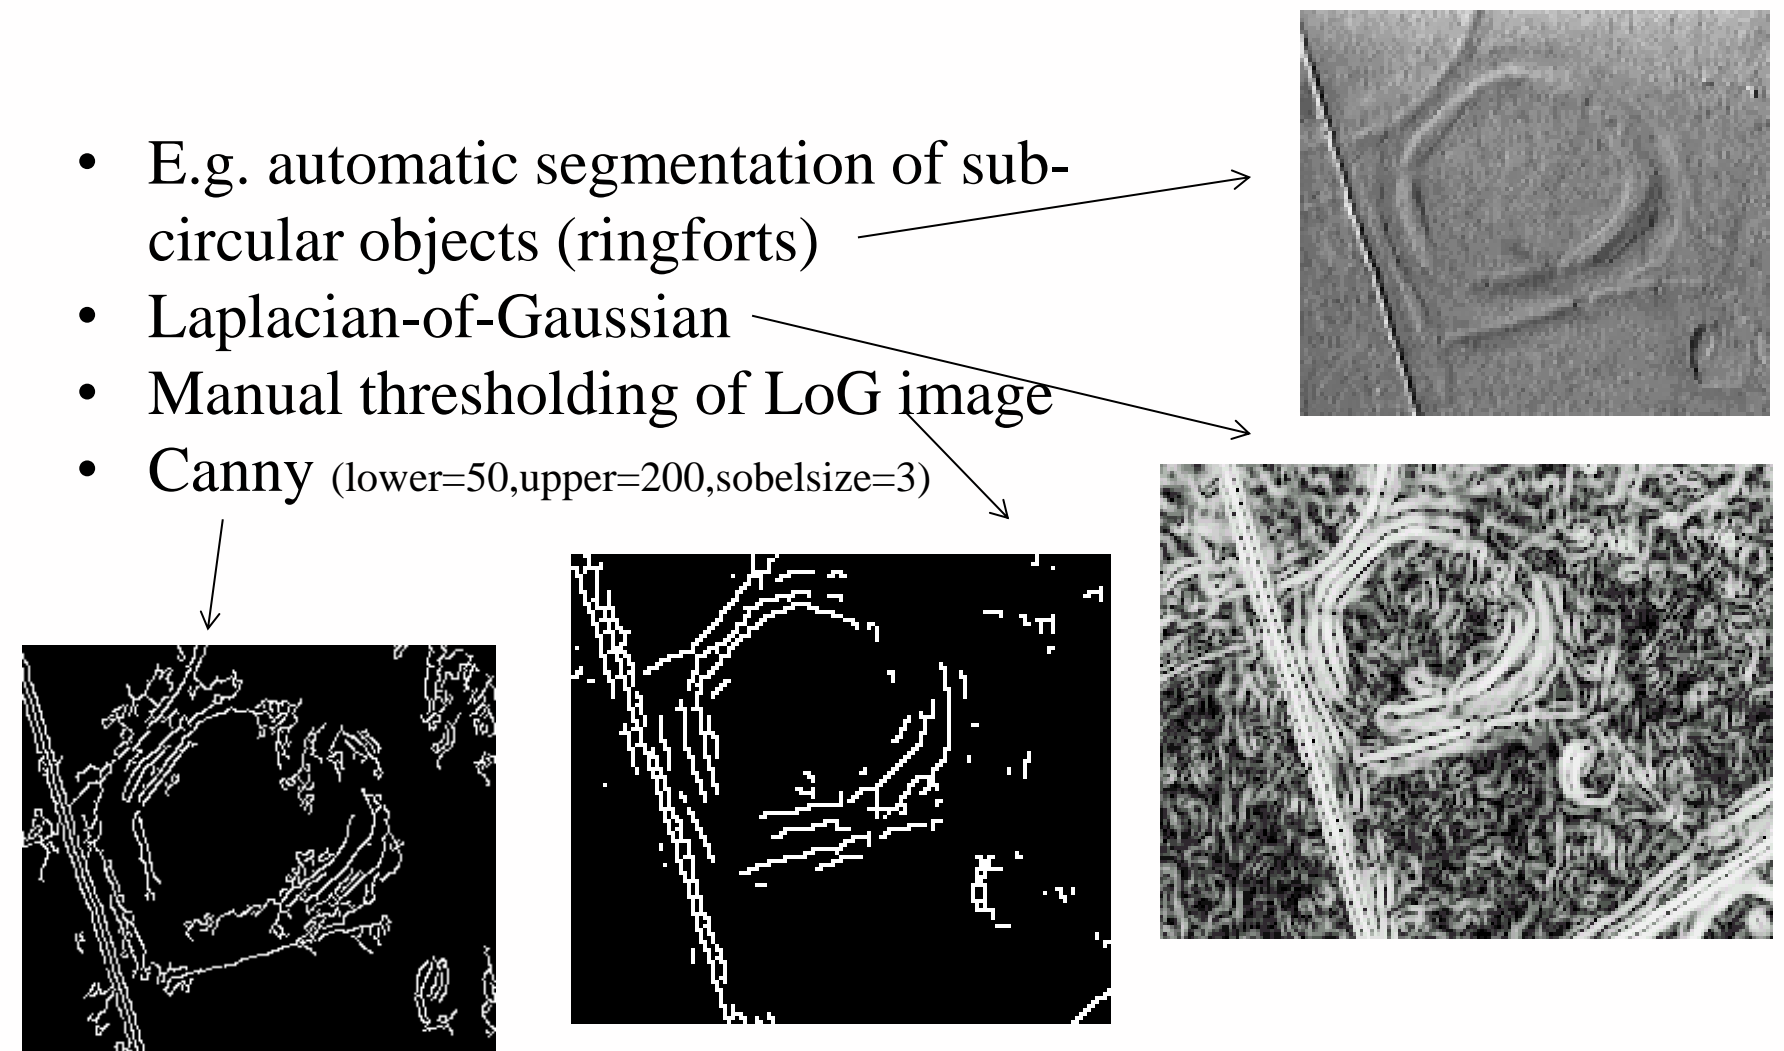 • E.g. automatic segmentation of sub-
circular objects (ringforts)
• Laplacian-of-Gaussian
• Manual thresholding of LoG image
• Canny (lower=50,upper=200,sobelsize=3)